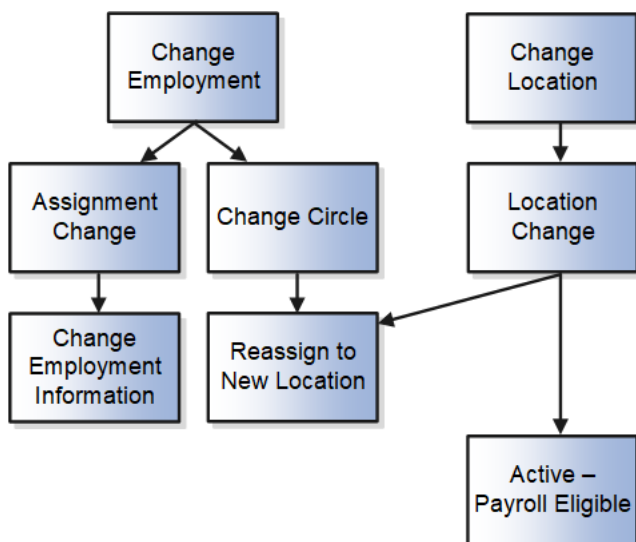 Change
Employment
Change
Location
Assignment
Change
Change Circle
Location
Change
Change
Employment
Information
Reassign to
New Location
Active –
Payroll Eligible